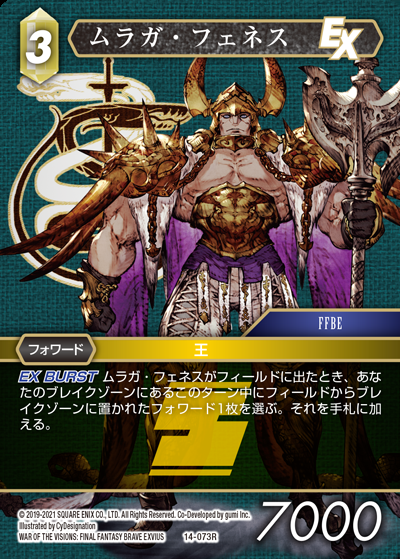 3
ムラガ・フェネス
EX
FFBE
フォワード
王
EX BURST ムラガ・フェネスがフィールドに出たとき、あな
たのブレイクゾーンにあるこのターン中にフィールドからブレ
イクゾーンに置かれたフォワード1枚を選ぶ。それを手札に加
える。
© 2019-2021 SQUARE ENIX CO., LTD. All Rights Reserved. Co-Developed by gumi Inc.
Illustrated by CyDesignation
WAR OF THE VISIONS: FINAL FANTASY BRAVE EXVIUS
14-073R
7000